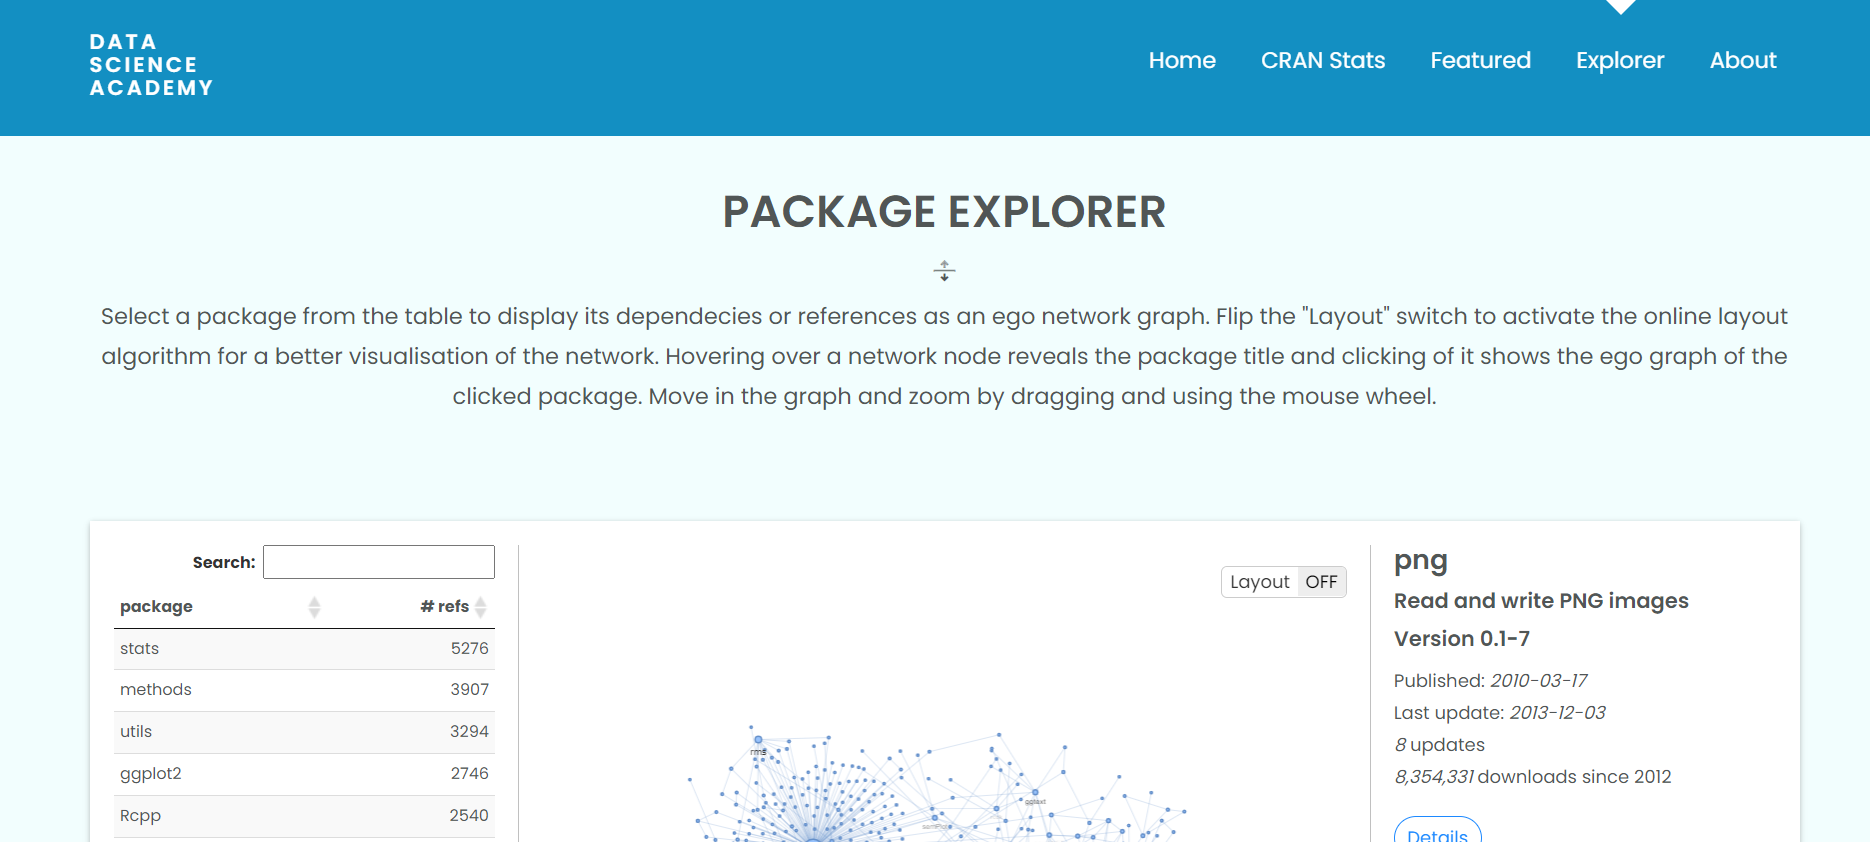 DATA
SCIENCE
ACADEMY
Home CRAN Stats Featured Explorer About
PACKAGE EXPLORER
Select a package from the table to display its dependecies or references as an ego network graph. Flip the "Layout" switch to activate the online layout
algorithm for a better visualisation of the network. Hovering over a network node reveals the package title and clicking of it shows the ego graph of the
clicked package. Move in the graph and zoom by dragging and using the mouse wheel.
Search:
package # refs
stats 5276
methods 3907
utils 3294
ggplot2 2746
Rcpp 2540
Layout OFF
rms
ggtext
png
Read and write PNG images
Version 0.1-7
Published: 2010-03-17
Last update: 2013-12-03
8 updates
8,354,331 downloads since 2012
Details